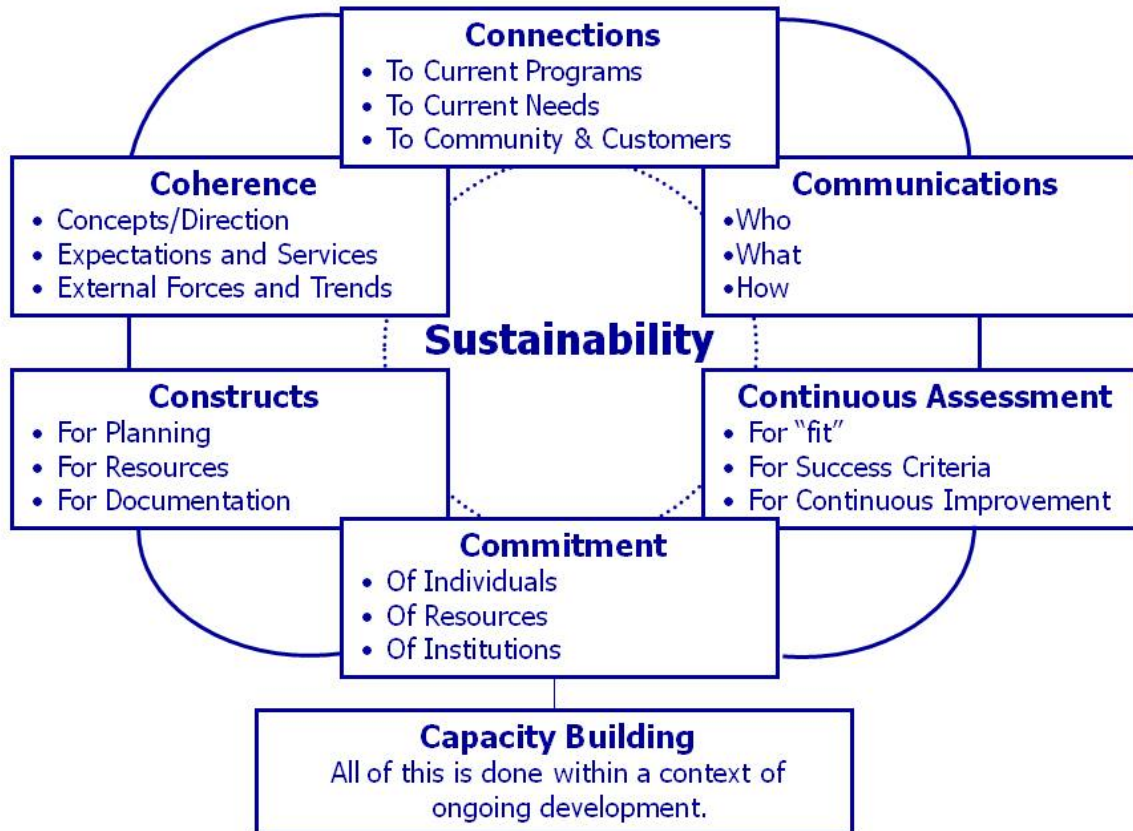 Connections
• To Current Programs
• To Current Needs
• To Community & Customers
Coherence
• Concepts/Direction
• Expectations and Services
• External Forces and Trends
Communications
•Who
•What
•How
Sustainability
Constructs
• For Planning
• For Resources
• For Documentation
Continuous Assessment
• For “fit”
• For Success Criteria
• For Continuous Improvement
Commitment
• Of Individuals
• Of Resources
• Of Institutions
Capacity Building
All of this is done within a context of
ongoing development.